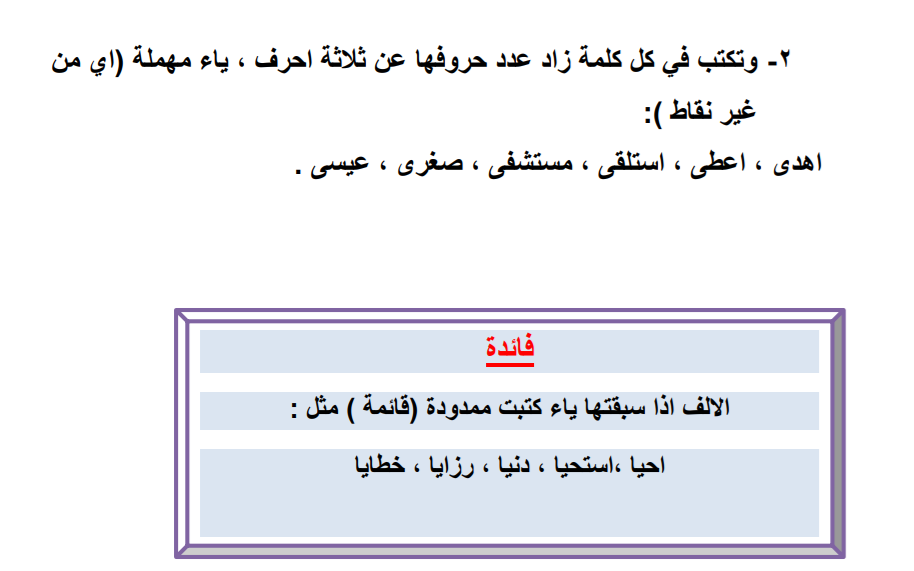 ٢- وتكتب في كل كلمة زاد عدد حروفها عن ثلاثة احرف ، ياء مهملة (اي من
غير نقاط ):
اهدى ، اعطى ، استلقى ، مستشفى ، صغرى ، عيسى .
فائدة
الالف اذا سبقتها ياء كتبت ممدودة (قائمة ) مثل :
احيا ،استحيا ، دنيا ، رزايا ، خطايا